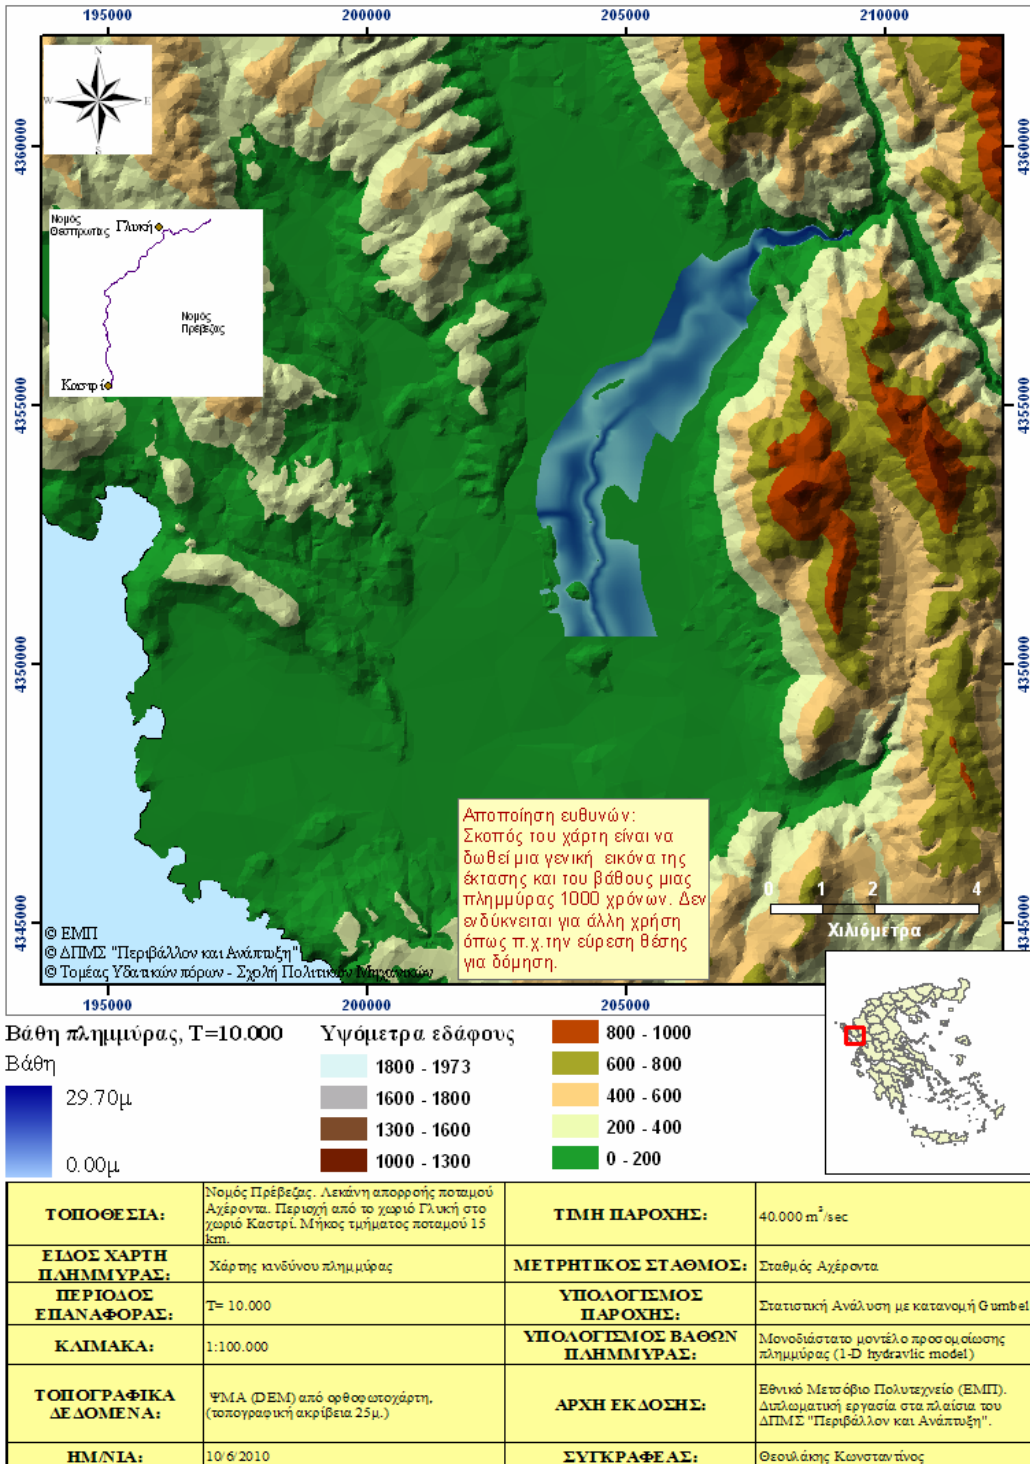 195000 200000 205000 210000
N
W E
S
4360000 4360000
Νομός
Θεσπρωτίας
Γλυκή
Νομός
Πρέβεζας
Καστρί
4355000 4355000
4350000 4350000
4345000 4345000
Αποποίηση ευθυνών:
Σκοπός του χάρτη είναι να
δωθεί μια γενική εικόνα της
έκτασης και του βάθους μιας
πλημμύρας 1000 χρόνων. Δεν
ενδύκνειται για άλλη χρήση
όπως π.χ.την εύρεση θέσης
για δόμηση.
0 1 2 4
Χιλιόμετρα
© ΕΜΠ
© ΔΠΜΣ "Περιβάλλον και Ανάπτυξη"
© Τομέας Υδατικών πόρων - Σχολή Πολιτικών Μηχανικών
195000 200000 205000
Βάθη πλημμύρας, T=10.000
Βάθη
29.70μ
0.00μ
Υψόμετρα εδάφους
1800 - 1973
1600 - 1800
1300 - 1600
1000 - 1300
800 - 1000
600 - 800
400 - 600
200 - 400
0 - 200
ΤΟΠΟΘΕΣΙΑ:
Νομός Πρέβεζας. Λεκάνη απορροής ποταμού
Αχέροντα. Περιοχή από το χωριό Γλυκή στο
χωριό Καστρί. Μήκος τμήματος ποταμού 15
km.
ΤΙΜΗ ΠΑΡΟΧΗΣ:
40.000 m³/sec
ΕΙΔΟΣ ΧΑΡΤΗ
ΠΛΗΜΜΥΡΑΣ:
Χάρτης κινδύνου πλημμύρας
ΜΕΤΡΗΤΙΚΟΣ ΣΤΑΘΜΟΣ:
Σταθμός Αχέροντα
ΠΕΡΙΟΔΟΣ
ΕΠΑΝΑΦΟΡΑΣ:
T= 10.000
ΥΠΟΛΟΓΙΣΜΟΣ
ΠΑΡΟΧΗΣ:
Στατιστική Ανάλυση με κατανομή Gumbel
ΚΛΙΜΑΚΑ:
1:100.000
ΥΠΟΛΟΓΙΣΜΟΣ ΒΑΘΩΝ
ΠΛΗΜΜΥΡΑΣ:
Μονοδιάστατο μοντέλο προσομοίωσης
πλημμύρας (1-D hydravlic model)
ΤΟΠΟΓΡΑΦΙΚΑ
ΔΕΔΟΜΕΝΑ:
ΨΜΑ (DEM) από ορθοφωτοχάρτη,
(τοπογραφική ακρίβεια 25μ.)
ΑΡΧΗ ΕΚΔΟΣΗΣ:
Εθνικό Μετσόβιο Πολυτεχνείο (ΕΜΠ).
Διπλωματική εργασία στα πλαίσια του
ΔΠΜΣ "Περιβάλλον και Ανάπτυξη".
ΗΜ/ΝΙΑ:
10/6/2010
ΣΥΓΚΡΑΦΕΑΣ:
Θεουλάκης Κωνσταντίνος